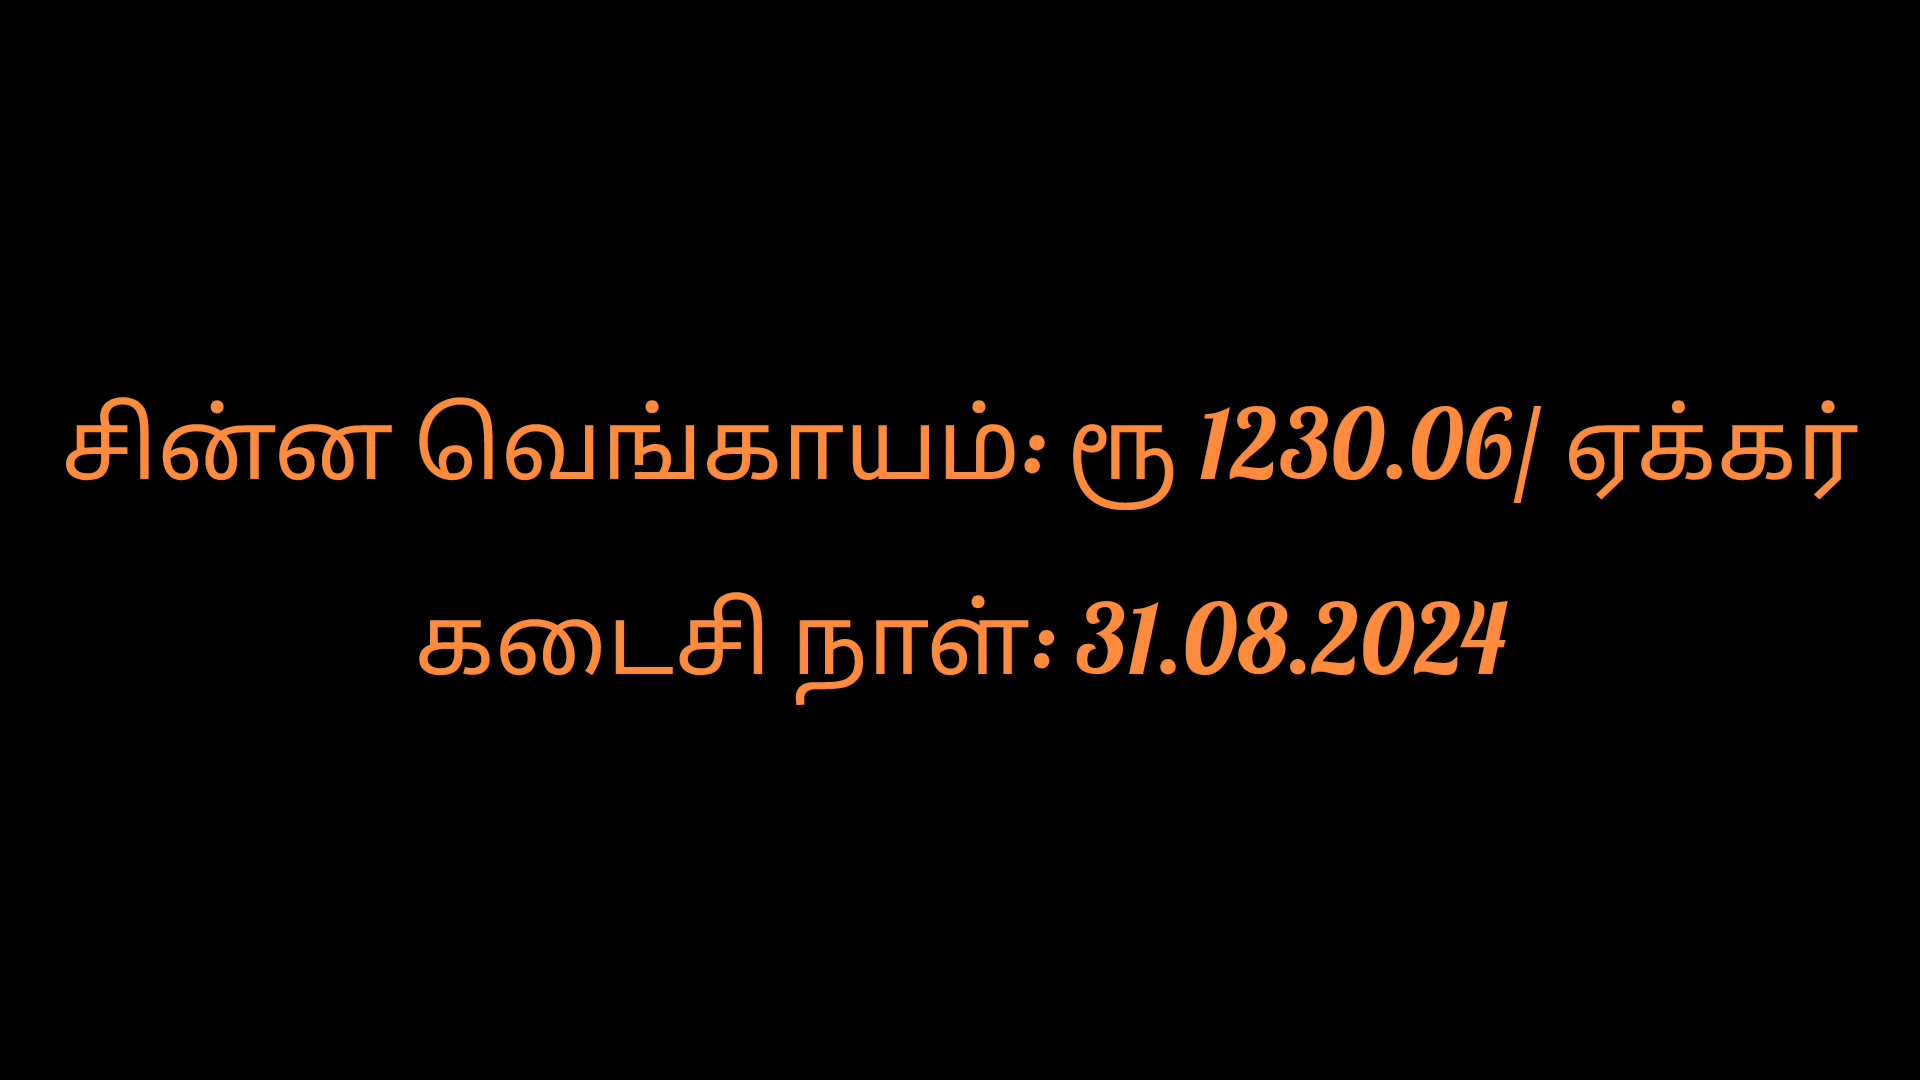 சின்ன வெங்காயம்: ரூ 1230.06/ ஏக்கர்
கடைசி நாள்: 31.08.2024